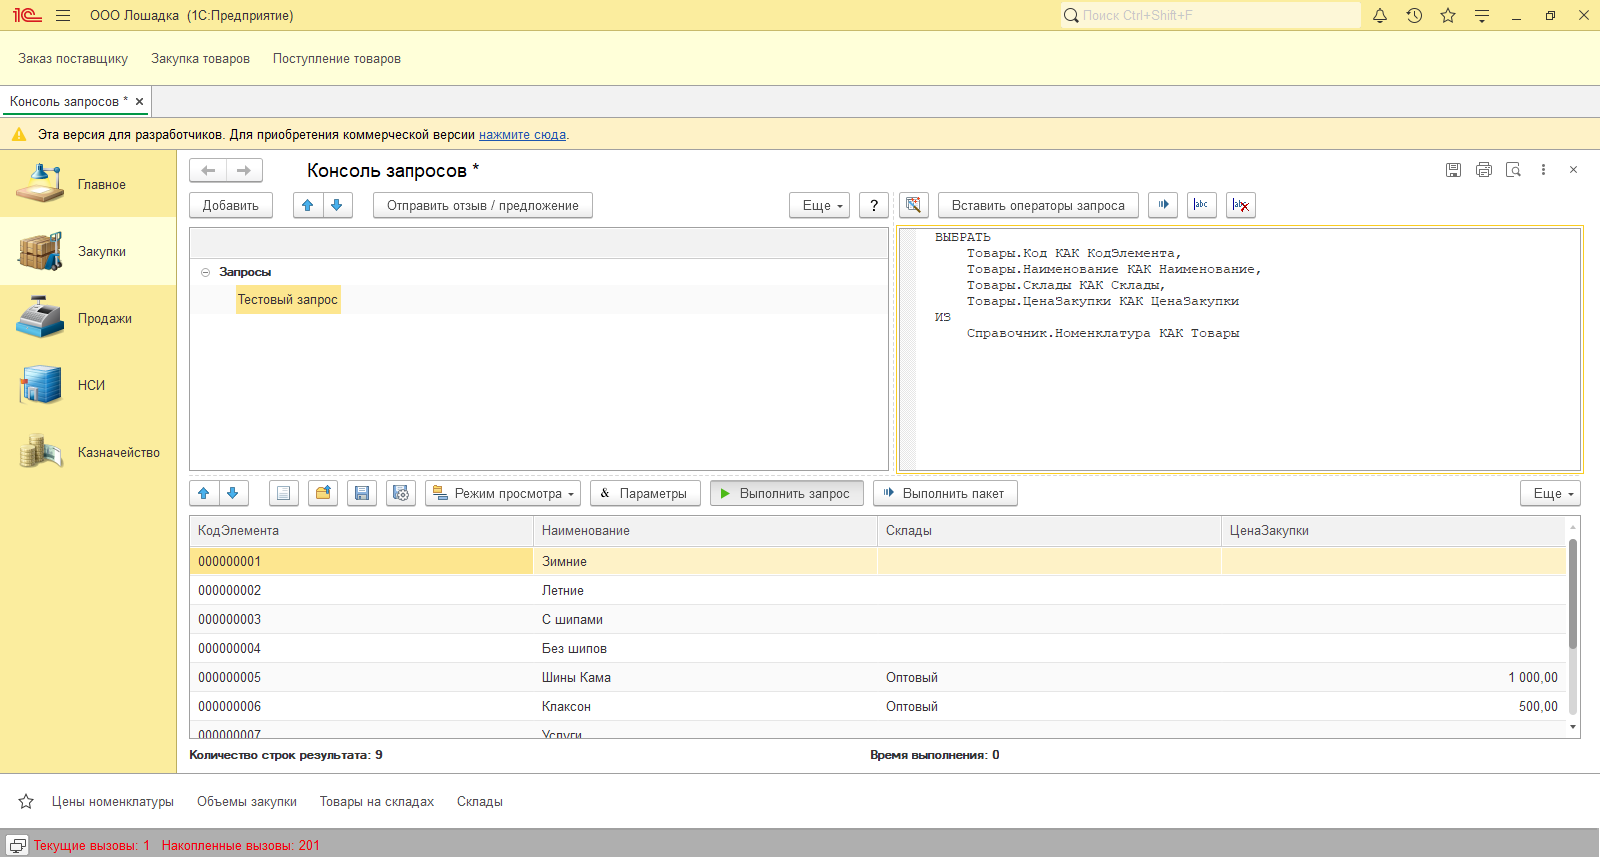 ООО Лошадка (1С:Предприятие)
Поиск Ctrl+Shift+F
Заказ поставщику Закупка товаров Поступление товаров
Консоль запросов * ×
Эта версия для разработчиков. Для приобретения коммерческой версии нажмите сюда.
Главное
Закупки
Продажи
НСИ
Казначейство
Консоль запросов *
Добавить Отправить отзыв / предложение Еще ?
Вставить операторы запроса abc abc
Запросы
Тестовый запрос
ВЫБРАТЬ
Товары.Код КАК КодЭлемента,
Товары.Наименование КАК Наименование,
Товары.Склады КАК Склады,
Товары.ЦенаЗакупки КАК ЦенаЗакупки
ИЗ
Справочник.Номенклатура КАК Товары
Режим просмотра & Параметры Выполнить запрос Выполнить пакет Еще
КодЭлемента Наименование Склады ЦенаЗакупки
000000001 Зимние
000000002 Летние
000000003 С шипами
000000004 Без шипов
000000005 Шины Кама Оптовый 1 000,00
000000006 Клаксон Оптовый 500,00
000000007 Услуги
Количество строк результата: 9 Время выполнения: 0
Цены номенклатуры Объемы закупки Товары на складах Склады
Текущие вызовы: 1 Накопленные вызовы: 201